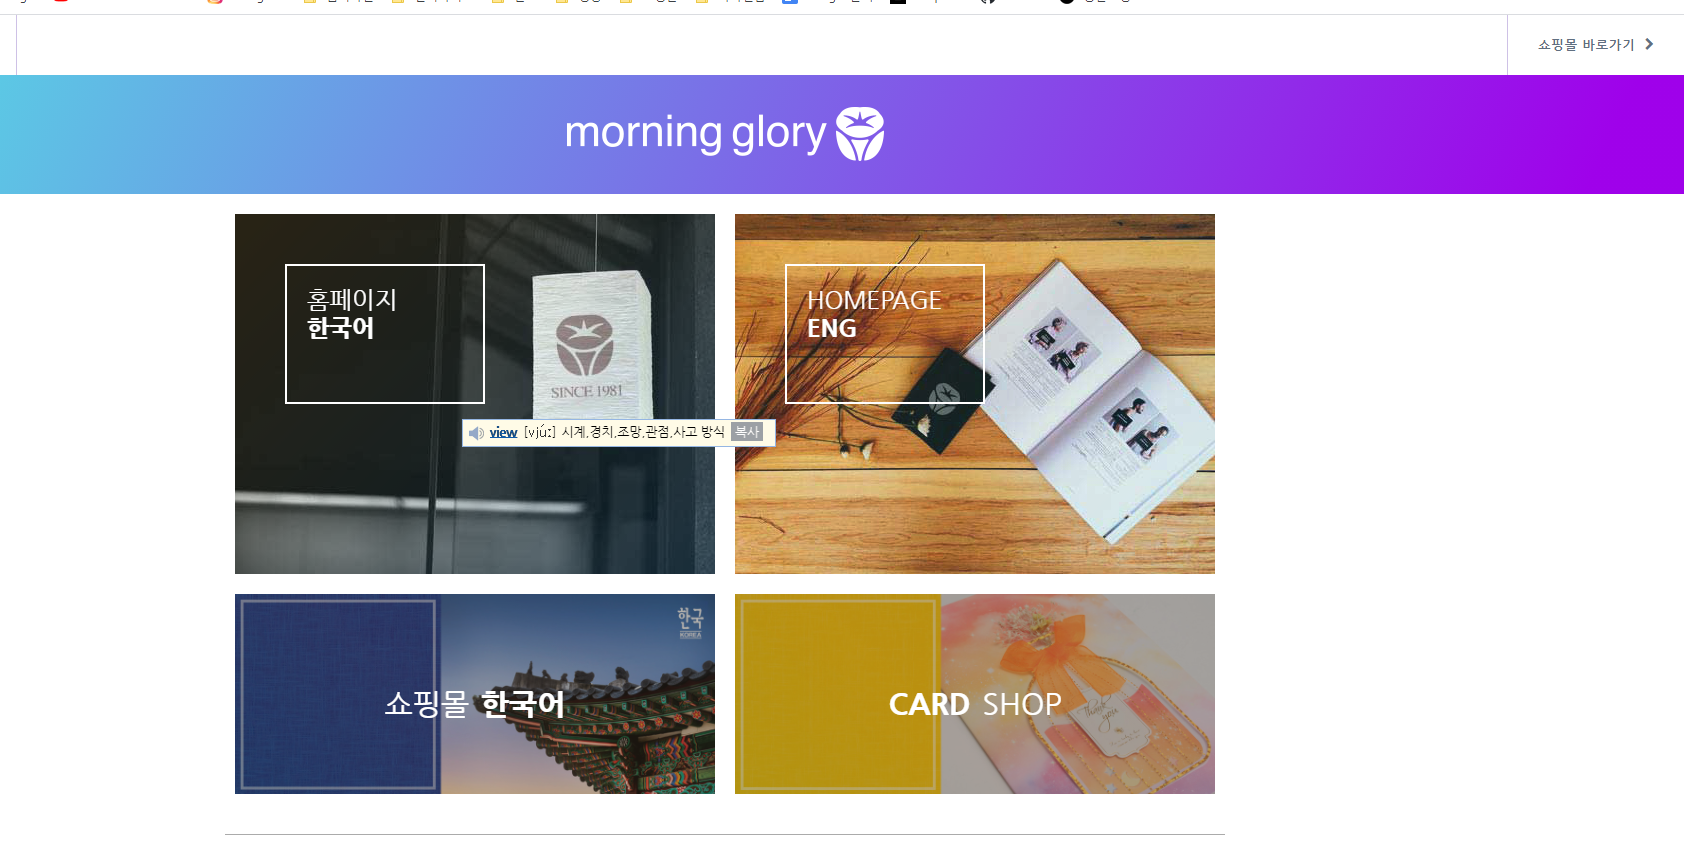 쇼핑몰 바로가기
morning glory
홈페이지
한국어
SINCE 1981
HOMEPAGE
ENG
view [vjúː] 시계,경치,조망,관점,사고 방식 복사
한국
KOREA
쇼핑몰 한국어
CARD SHOP
Thank you